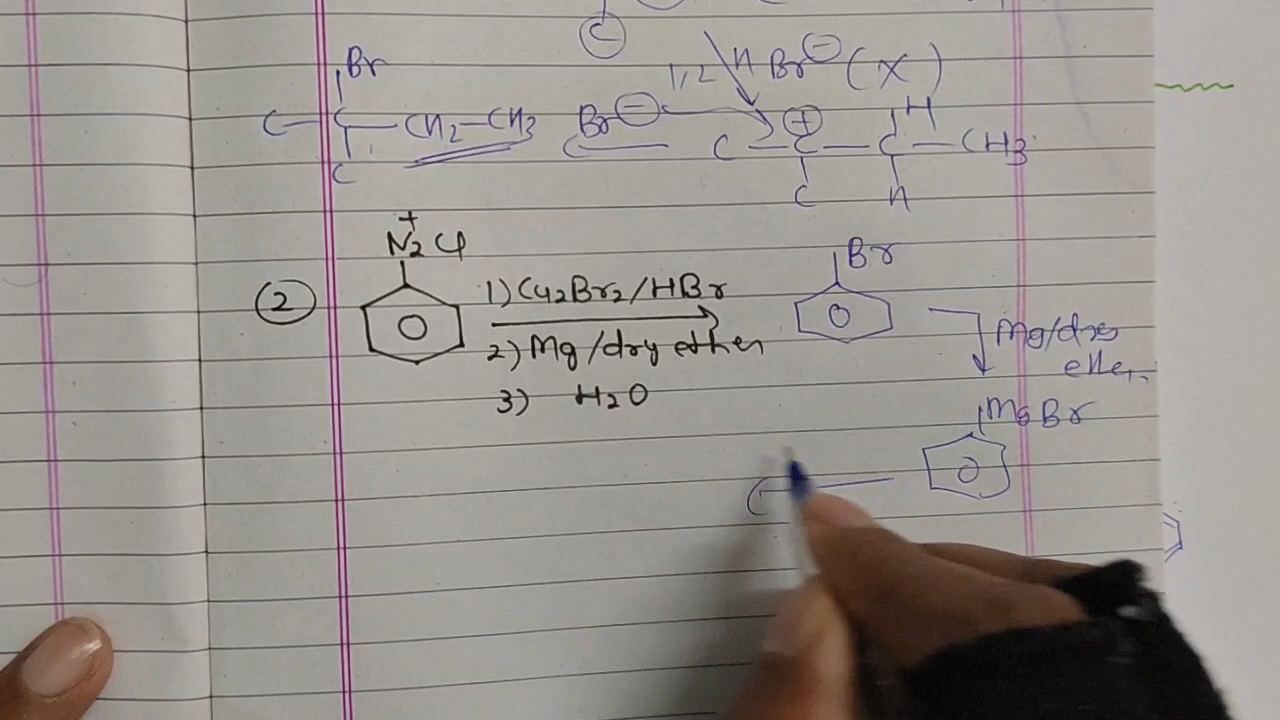 C
Br
1,2 H Br⊖ (X)
C – C – CH2–CH3 Br⊖ C – C – C – CH3
⊕ H
C C H
+
N2 Cl
Br
② 1) Cu2Br2/HBr
2) Mg/dry ether Mg/dry
ether.
3) H2O
MgBr